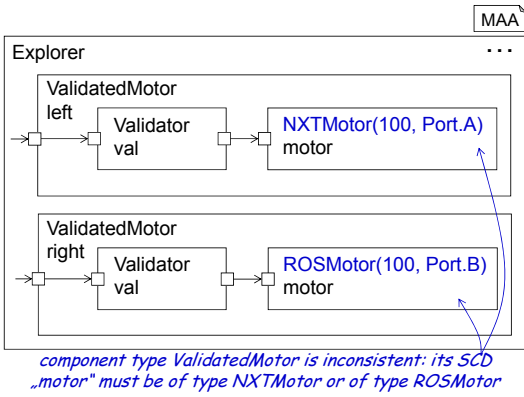 MAA
Explorer
...
ValidatedMotor
left
Validator
val
NXTMotor(100, Port.A)
motor
ValidatedMotor
right
Validator
val
ROSMotor(100, Port.B)
motor
component type ValidatedMotor is inconsistent: its SCD
„motor“ must be of type NXTMotor or of type ROSMotor